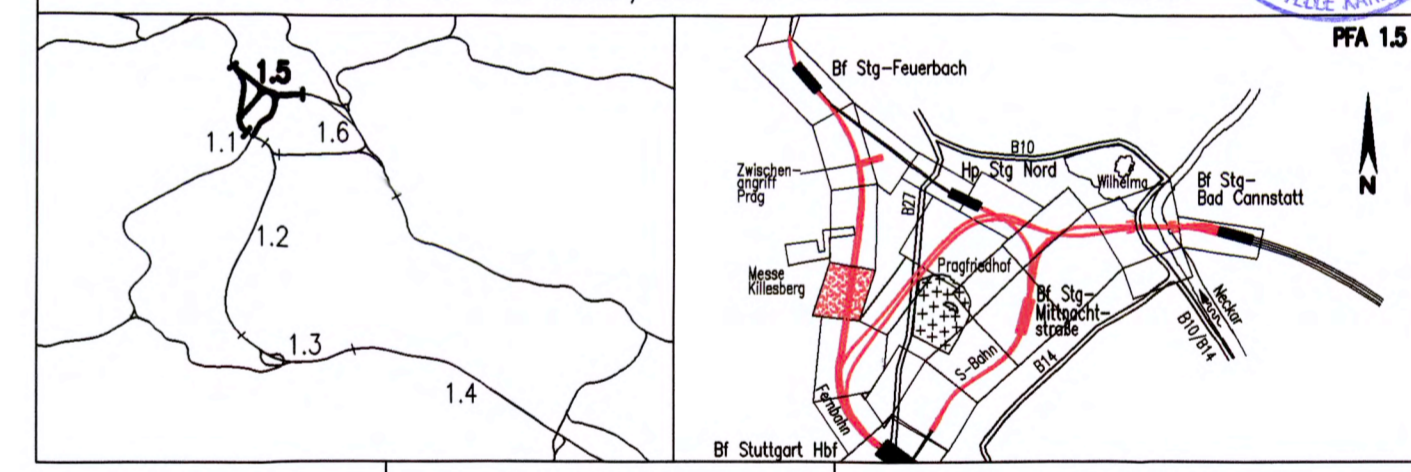 1.5
1.1
1.6
1.2
1.3
1.4
PFA 1.5
Bf Stg-Feuerbach
N
B10
Hp Stg Nord
Wilhelma
Bf Stg-
Bad Cannstatt
Zwischen-
angriff
Prag
B27
Messe
Killesberg
Pragfriedhof
Bf Stg-
Mittnacht-
straße
Neckar
B10/B14
S-Bahn
B14
Fernbahn
Bf Stuttgart Hbf